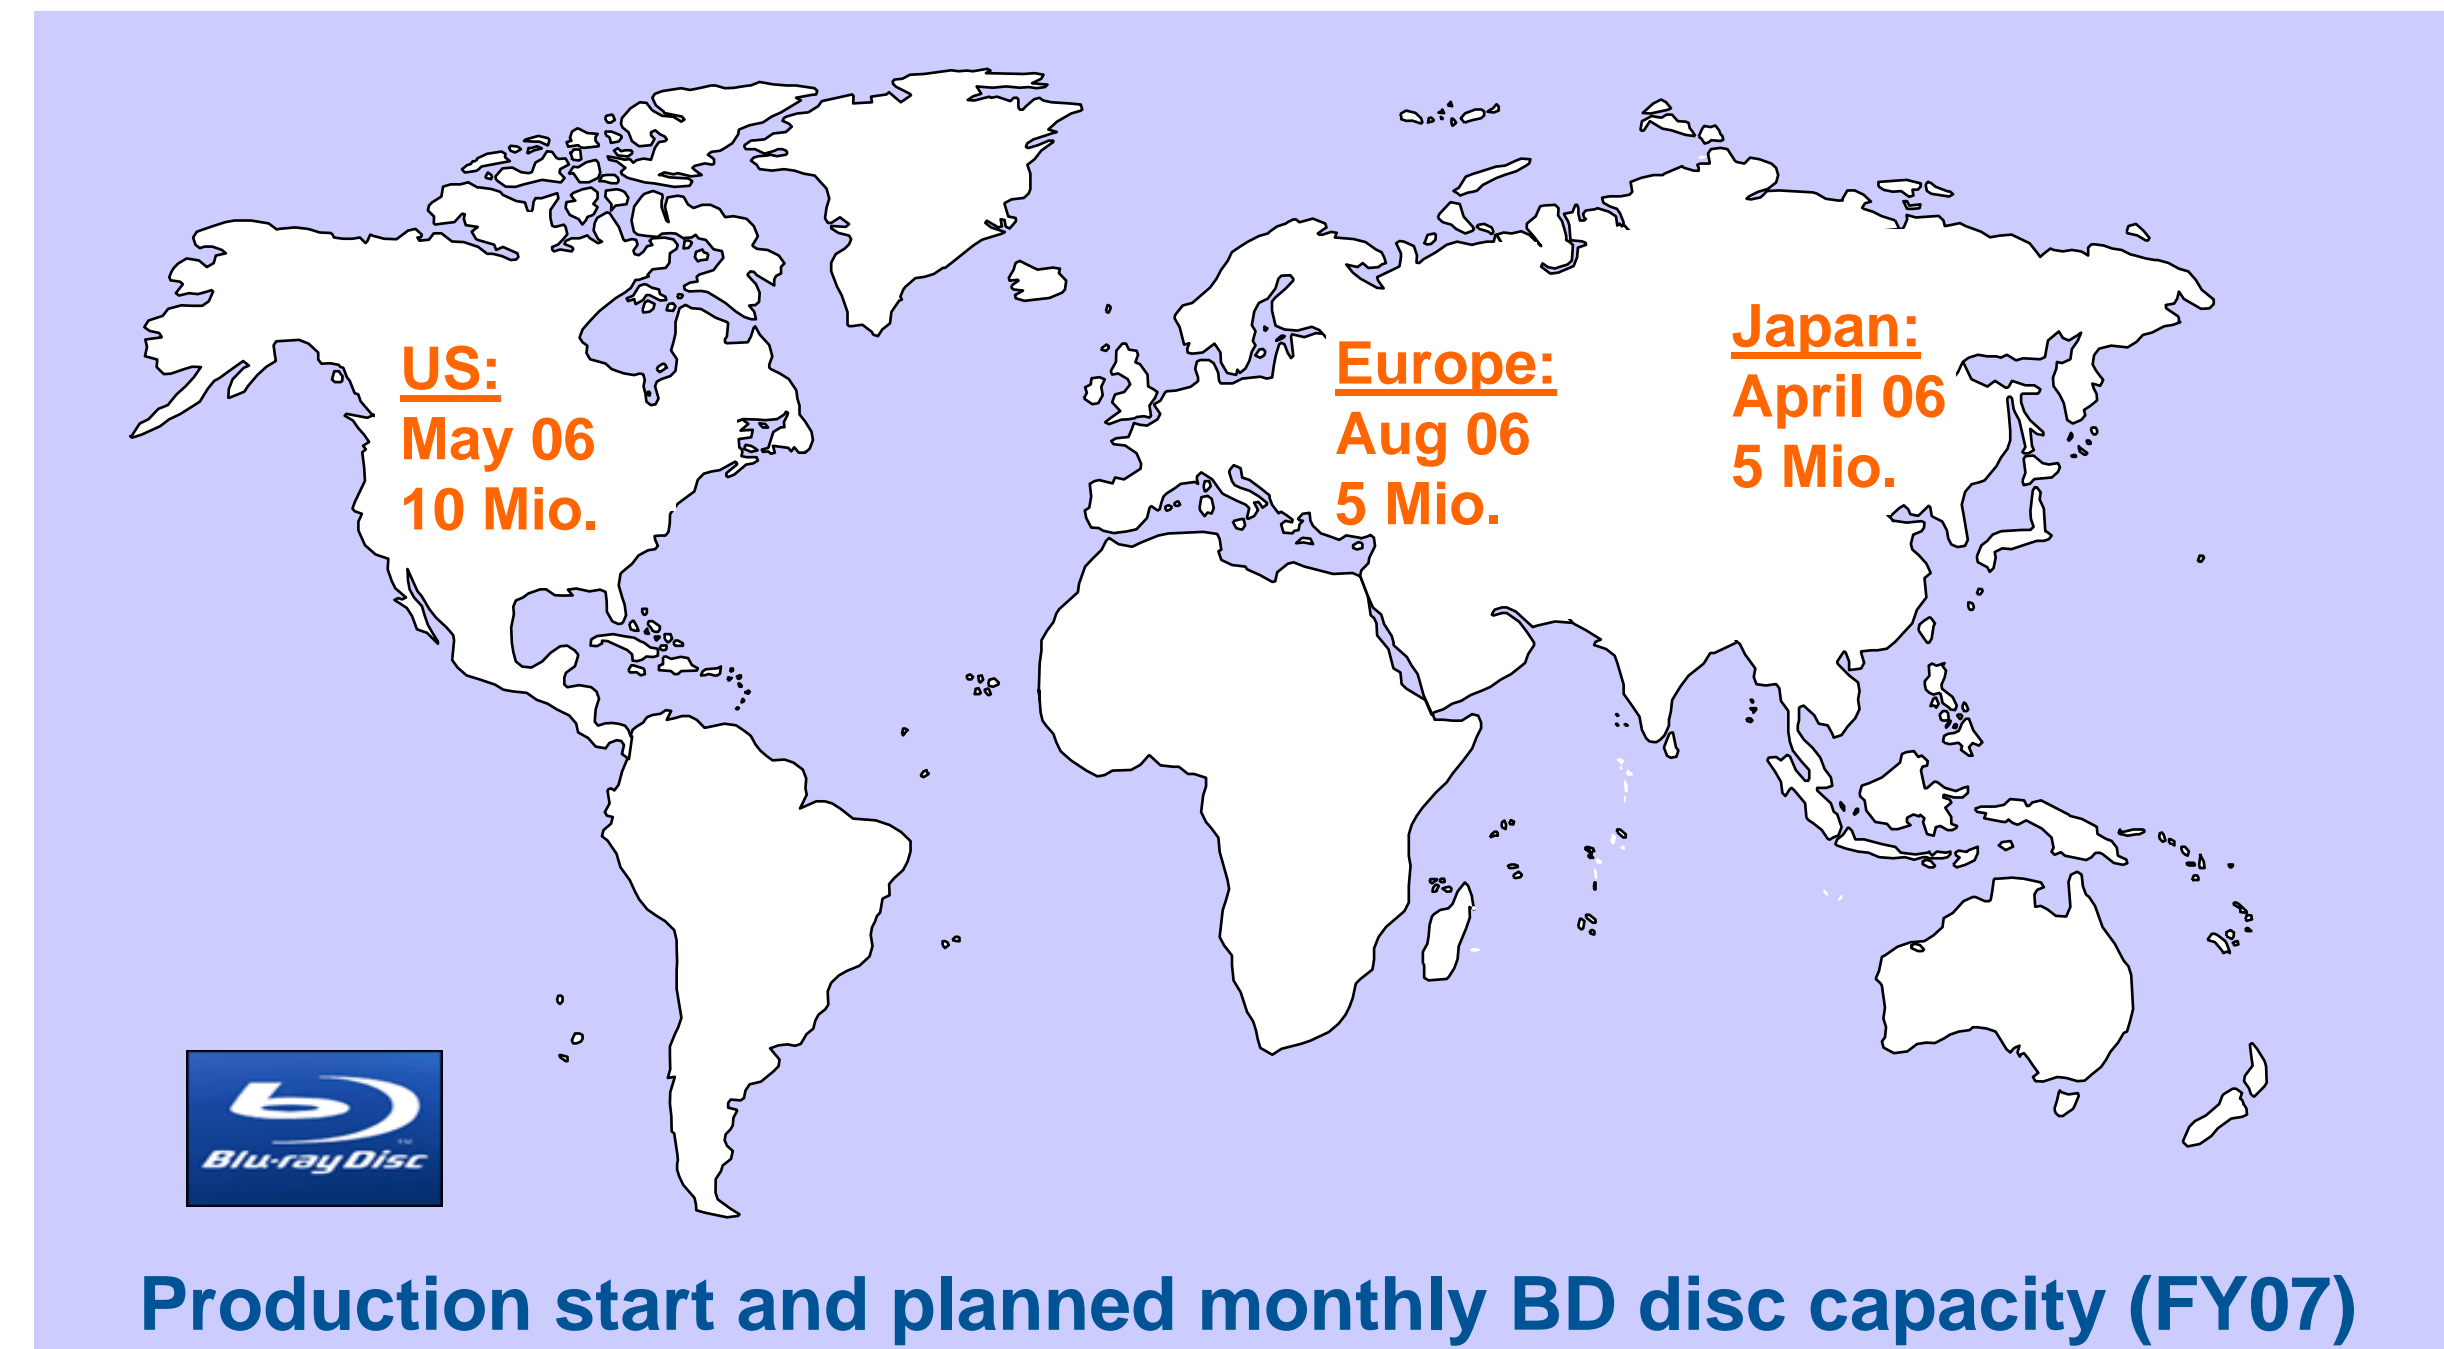 US:
May 06
10 Mio.
Europe:
Aug 06
5 Mio.
Japan:
April 06
5 Mio.
Blu-ray Disc
TM
Production start and planned monthly BD disc capacity (FY07)